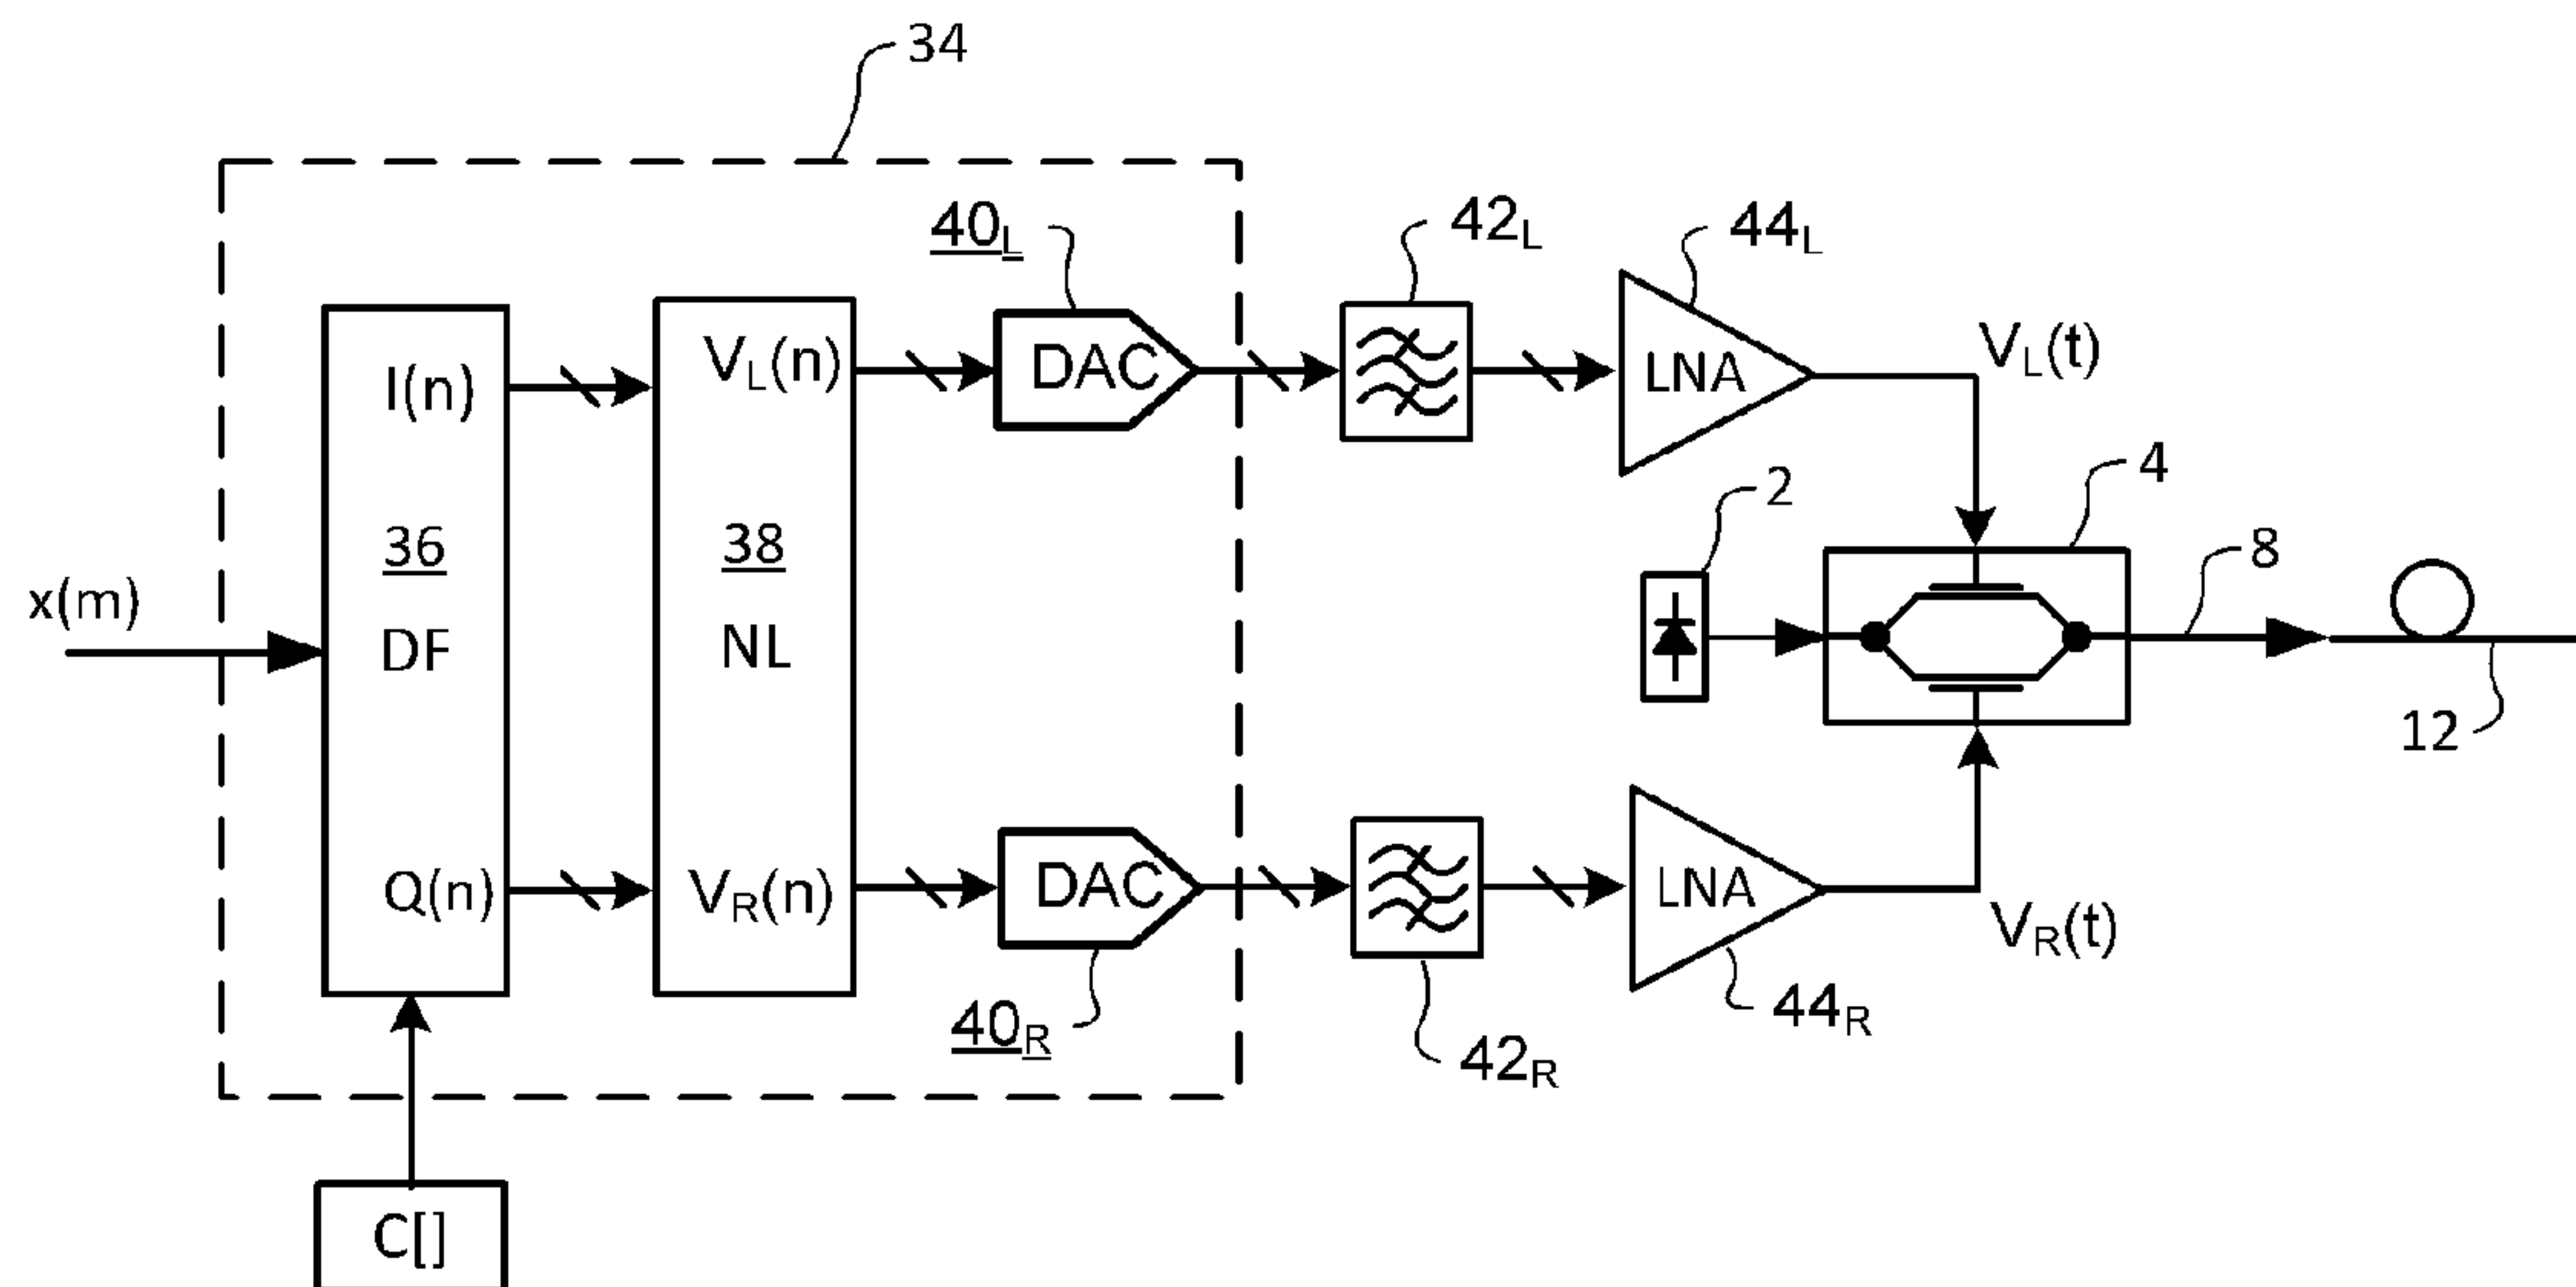 34
40L
42L
44L
VL(t)
I(n)
VL(n)
DAC
LNA
4
2
8
36
38
x(m)
DF
NL
12
Q(n)
VR(n)
DAC
LNA
VR(t)
40R
42R
44R
C[]